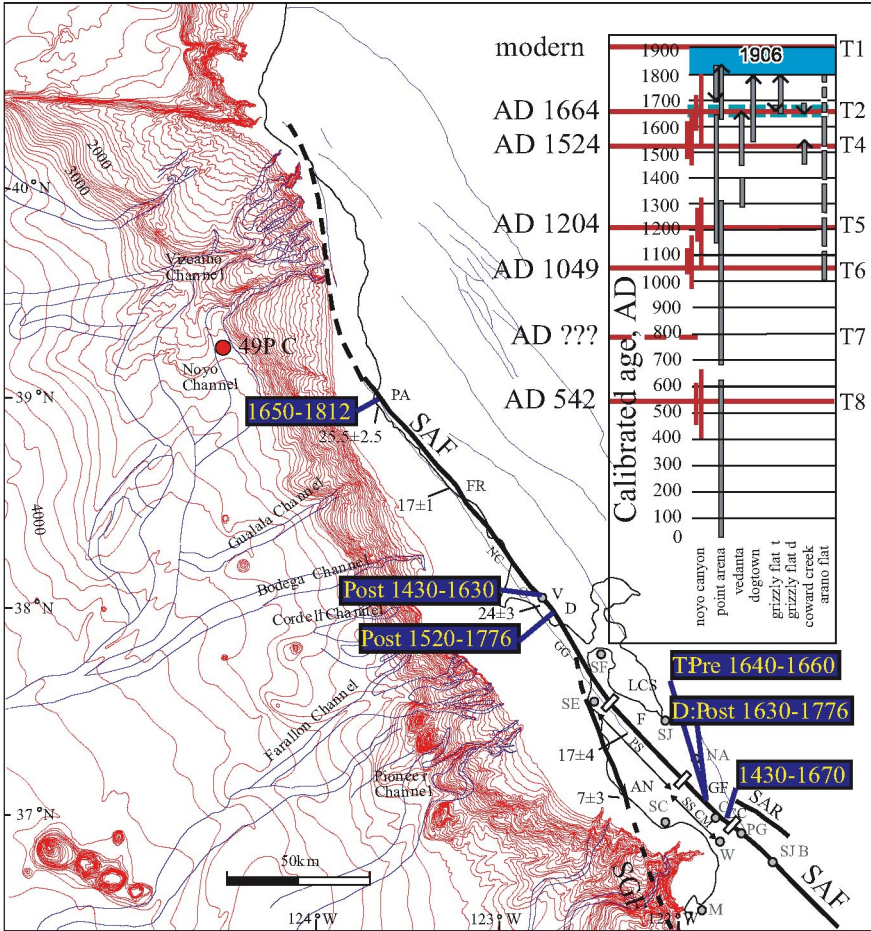 modern
AD 1664
AD 1524
AD 1204
AD 1049
AD ???
AD 542
Calibrated age, AD
1900
1800
1700
1600
1500
1400
1300
1200
1100
1000
900
800
700
600
500
400
300
200
100
0
1906
T1
T2
T4
T5
T6
T7
T8
noyo canyon
point arena
vedanta
dogtown
grizzly flat t
grizzly flat d
coward creek
arano flat
2000
3000
40°N
Vizcaino
Channel
49PC
Noyo
Channel
39°N
PA
1650-1812
25.5±2.5
SAF
FR
17±1
4000
Gualala Channel
NC
Bodega Channel
Post 1430-1630
V
38°N
Cordell Channel
24±3
D
Post 1520-1776
GG
SF
T:Pre 1640-1660
LCS
SE
F
D:Post 1630-1776
SJ
Farallon Channel
PS
17±4
NA
1430-1670
Pioneer
Channel
AN
GF
SAR
7±3
37°N
SC
SS
CM
CC
PG
W
SJB
50km
SGF
SAF
M
124°W
123°W